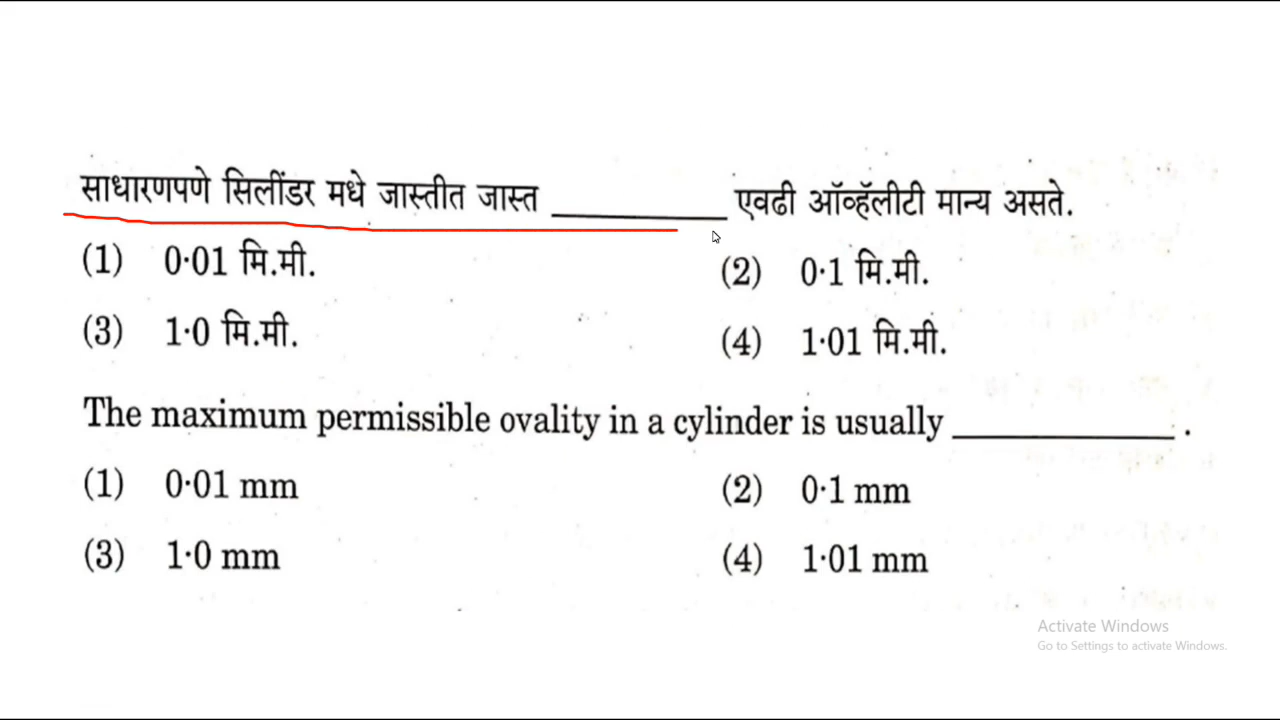 साधारणपणे सिलींडर मधे जास्तीत जास्त __________ एवढी ऑव्हॅलीटी मान्य असते.
(1) 0·01 मि.मी. (2) 0·1 मि.मी.
(3) 1·0 मि.मी. (4) 1·01 मि.मी.
The maximum permissible ovality in a cylinder is usually __________ .
(1) 0·01 mm (2) 0·1 mm
(3) 1·0 mm (4) 1·01 mm
Activate Windows
Go to Settings to activate Windows.